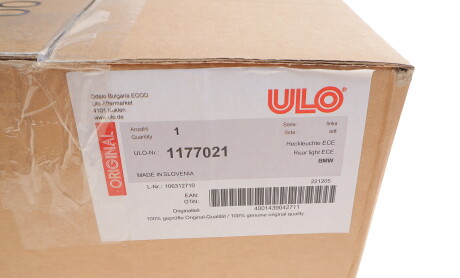 ULO
Odelo Bulgaria EOOD
Ulo Aftermarket
4101 Kuklen
www.ulo.de
ORIGINAL
Anzahl
Quantity
1
Seite: links
Side: left
ULO-Nr.: 1177021
Heckleuchte ECE
Rear light ECE
BMW
MADE IN SLOVENIA
L-Nr.: 106312710
221205
EAN:
GTIN:
4001439042711
Originalteil
100% geprüfte Original-Qualität / 100% genuine original quality